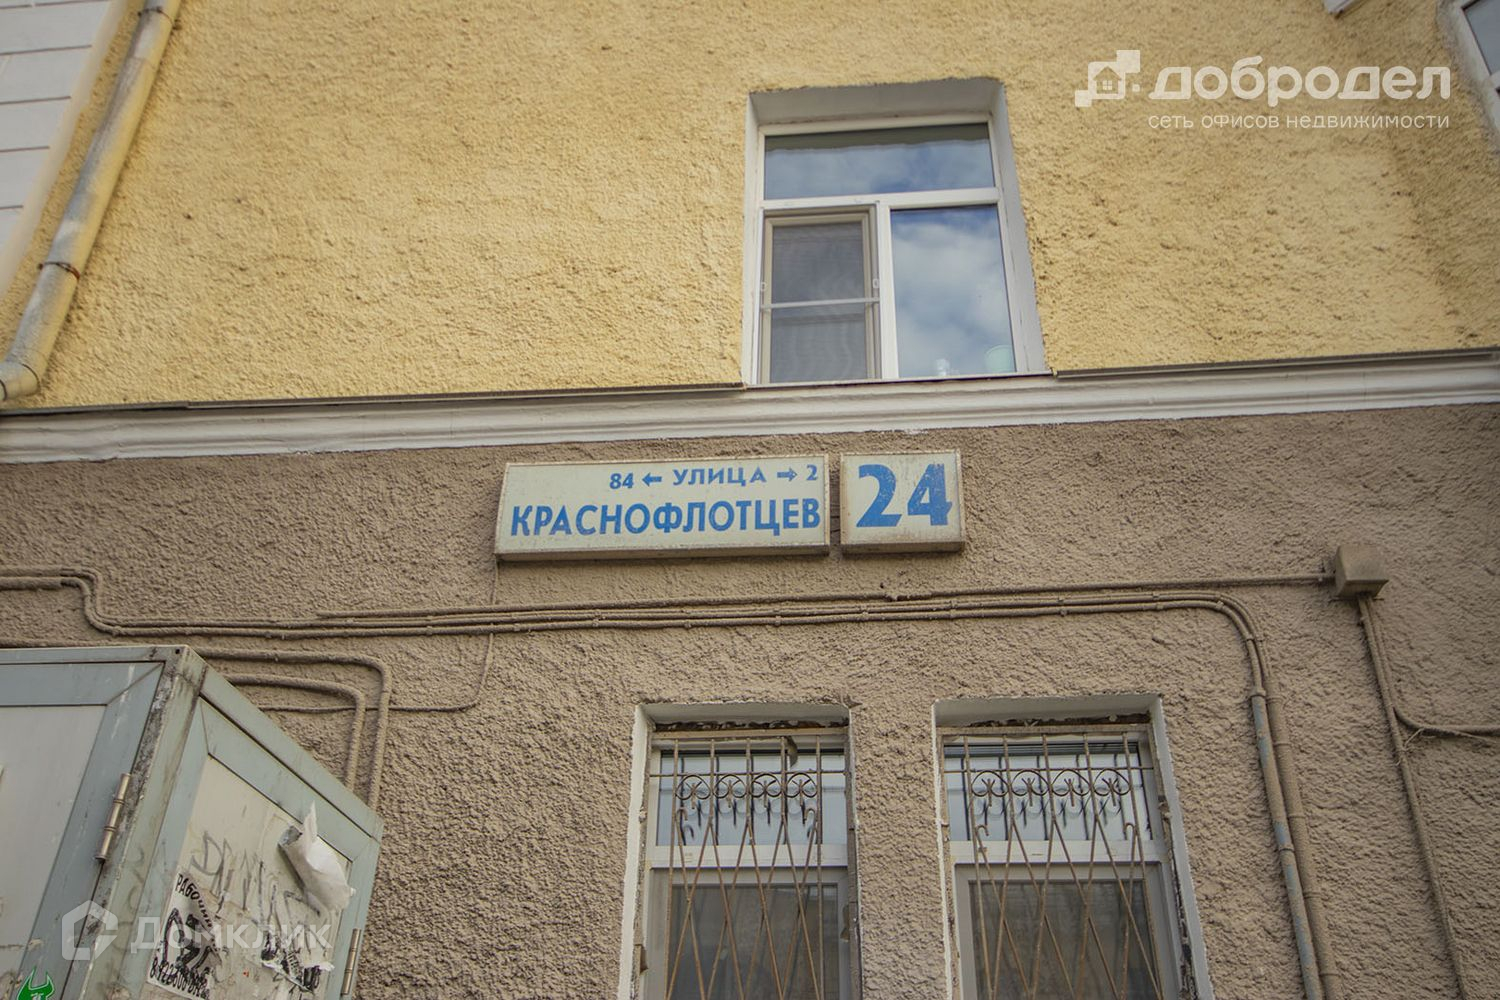 добродел
сеть офисов недвижимости
84 ← УЛИЦА → 2
КРАСНОФЛОТЦЕВ
24
Домклик